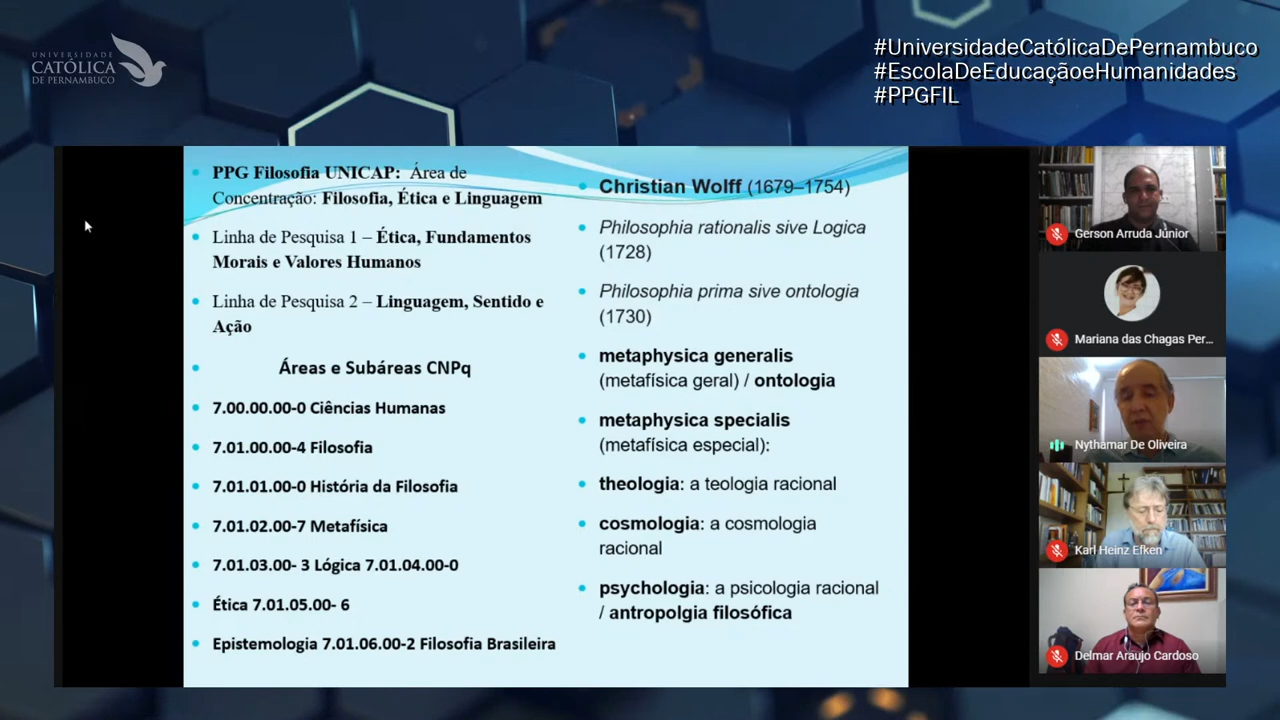 UNIVERSIDADE
CATÓLICA
DE PERNAMBUCO
#UniversidadeCatólicaDePernambuco
#EscolaDeEducaçãoeHumanidades
#PPGFIL
PPG Filosofia UNICAP: Área de
Concentração: Filosofia, Ética e Linguagem
Linha de Pesquisa 1 – Ética, Fundamentos
Morais e Valores Humanos
Linha de Pesquisa 2 – Linguagem, Sentido e
Ação
Áreas e Subáreas CNPq
7.00.00.00-0 Ciências Humanas
7.01.00.00-4 Filosofia
7.01.01.00-0 História da Filosofia
7.01.02.00-7 Metafísica
7.01.03.00- 3 Lógica 7.01.04.00-0
Ética 7.01.05.00- 6
Epistemologia 7.01.06.00-2 Filosofia Brasileira
Christian Wolff (1679–1754)
Philosophia rationalis sive Logica
(1728)
Philosophia prima sive ontologia
(1730)
metaphysica generalis
(metafísica geral) / ontologia
metaphysica specialis
(metafísica especial):
theologia: a teologia racional
cosmologia: a cosmologia
racional
psychologia: a psicologia racional
/ antropolgia filosófica
Gerson Arruda Júnior
Mariana das Chagas Per...
Nythamar De Oliveira
Karl Heinz Efken
Delmar Araujo Cardoso